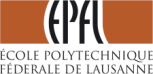 EPFL
ÉCOLE POLYTECHNIQUE
FÉDÉRALE DE LAUSANNE